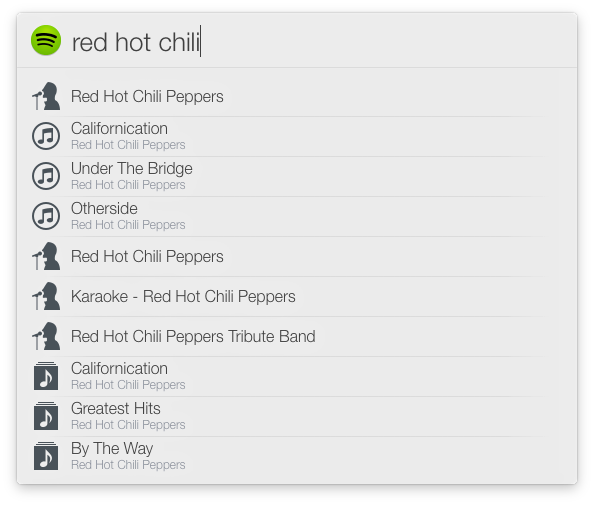 red hot chili
Red Hot Chili Peppers
Californication
Red Hot Chili Peppers
Under The Bridge
Red Hot Chili Peppers
Otherside
Red Hot Chili Peppers
Red Hot Chili Peppers
Karaoke - Red Hot Chili Peppers
Red Hot Chili Peppers Tribute Band
Californication
Red Hot Chili Peppers
Greatest Hits
Red Hot Chili Peppers
By The Way
Red Hot Chili Peppers